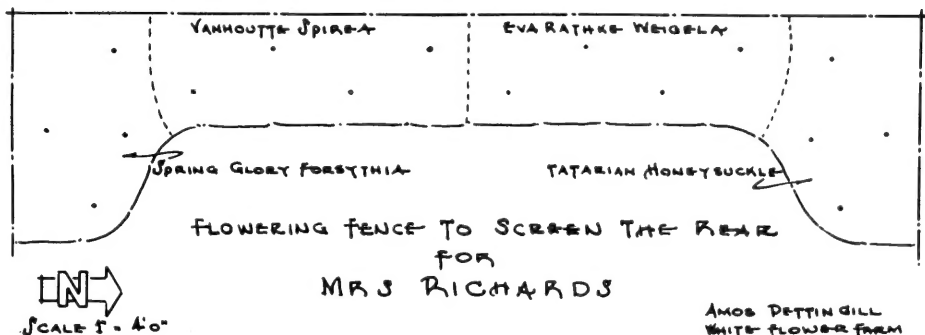 VANHOUTTE SPIREA
EVA RATHKE WEIGELA
SPRING GLORY FORSYTHIA
TATARIAN HONEYSUCKLE
FLOWERING FENCE TO SCREEN THE REAR
FOR
MRS RICHARDS
N
AMOS PETTINGILL
WHITE FLOWER FARM